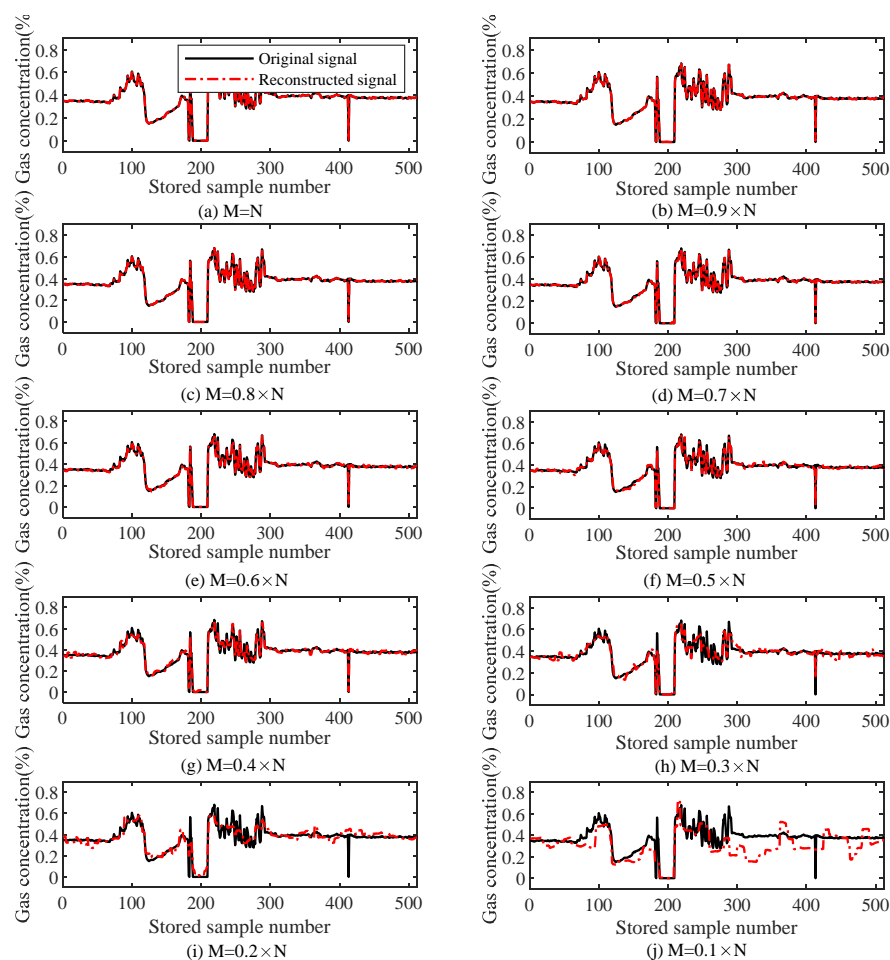 Gas concentration(%
0.8
0.6
0.4
0.2
0
Original signal
Reconstructed signal
0 100 200 300 400 500
Stored sample number
(a) M=N
Gas concentration(%
0.8
0.6
0.4
0.2
0
0 100 200 300 400 500
Stored sample number
(b) M=0.9×N
Gas concentration(%)
0.8
0.6
0.4
0.2
0
0 100 200 300 400 500
Stored sample number
(c) M=0.8×N
Gas concentration(%)
0.8
0.6
0.4
0.2
0
0 100 200 300 400 500
Stored sample number
(d) M=0.7×N
Gas concentration(%)
0.8
0.6
0.4
0.2
0
0 100 200 300 400 500
Stored sample number
(e) M=0.6×N
Gas concentration(%)
0.8
0.6
0.4
0.2
0
0 100 200 300 400 500
Stored sample number
(f) M=0.5×N
Gas concentration(%)
0.8
0.6
0.4
0.2
0
0 100 200 300 400 500
Stored sample number
(g) M=0.4×N
Gas concentration(%)
0.8
0.6
0.4
0.2
0
0 100 200 300 400 500
Stored sample number
(h) M=0.3×N
Gas concentration(%)
0.8
0.6
0.4
0.2
0
0 100 200 300 400 500
Stored sample number
(i) M=0.2×N
Gas concentration(%)
0.8
0.6
0.4
0.2
0
0 100 200 300 400 500
Stored sample number
(j) M=0.1×N